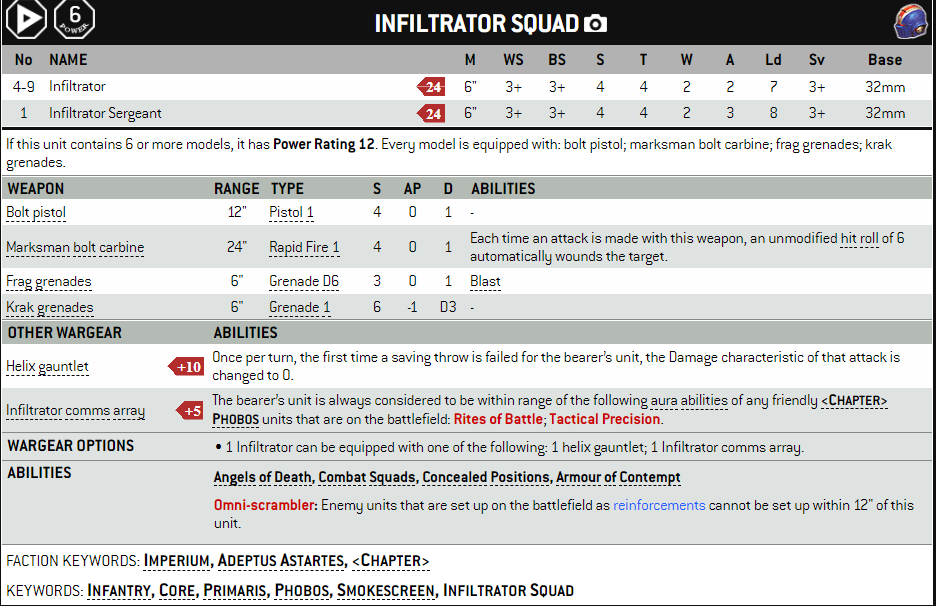 6
POWER
INFILTRATOR SQUAD
No NAME M WS BS S T W A Ld Sv Base
4-9 Infiltrator 24 6" 3+ 3+ 4 4 2 2 7 3+ 32mm
1 Infiltrator Sergeant 24 6" 3+ 3+ 4 4 2 3 8 3+ 32mm
If this unit contains 6 or more models, it has Power Rating 12. Every model is equipped with: bolt pistol; marksman bolt carbine; frag grenades; krak
grenades.
WEAPON RANGE TYPE S AP D ABILITIES
Bolt pistol 12" Pistol 1 4 0 1 -
Marksman bolt carbine 24" Rapid Fire 1 4 0 1 Each time an attack is made with this weapon, an unmodified hit roll of 6
automatically wounds the target.
Frag grenades 6" Grenade D6 3 0 1 Blast
Krak grenades 6" Grenade 1 6 -1 D3 -
OTHER WARGEAR ABILITIES
Helix gauntlet +10 Once per turn, the first time a saving throw is failed for the bearer's unit, the Damage characteristic of that attack is
changed to 0.
Infiltrator comms array +5 The bearer's unit is always considered to be within range of the following aura abilities of any friendly <CHAPTER>
PHOBOS units that are on the battlefield: Rites of Battle; Tactical Precision.
WARGEAR OPTIONS • 1 Infiltrator can be equipped with one of the following: 1 helix gauntlet; 1 Infiltrator comms array.
ABILITIES Angels of Death, Combat Squads, Concealed Positions, Armour of Contempt
Omni-scrambler: Enemy units that are set up on the battlefield as reinforcements cannot be set up within 12" of this
unit.
FACTION KEYWORDS: IMPERIUM, ADEPTUS ASTARTES, <CHAPTER>
KEYWORDS: INFANTRY, CORE, PRIMARIS, PHOBOS, SMOKESCREEN, INFILTRATOR SQUAD